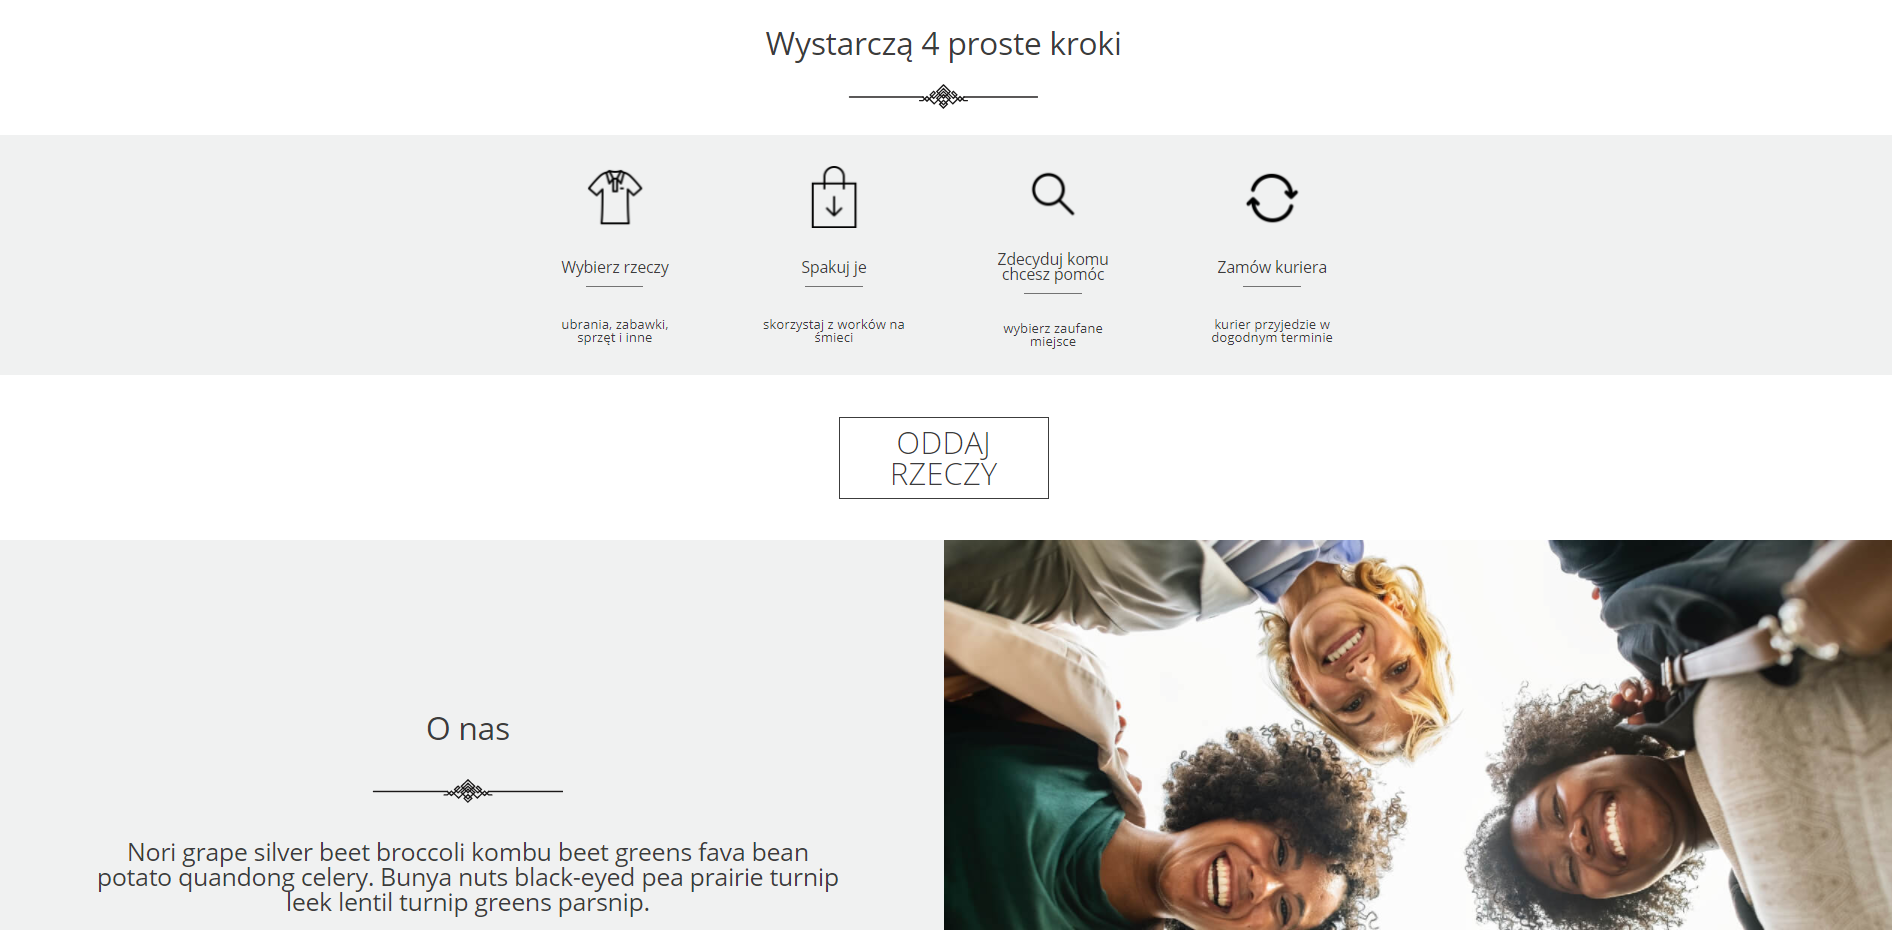 Wystarczą 4 proste kroki
Wybierz rzeczy
ubrania, zabawki,
sprzęt i inne
Spakuj je
skorzystaj z worków na
śmieci
Zdecyduj komu
chcesz pomóc
wybierz zaufane
miejsce
Zamów kuriera
kurier przyjedzie w
dogodnym terminie
ODDAJ
RZECZY
O nas
Nori grape silver beet broccoli kombu beet greens fava bean
potato quandong celery. Bunya nuts black-eyed pea prairie turnip
leek lentil turnip greens parsnip.